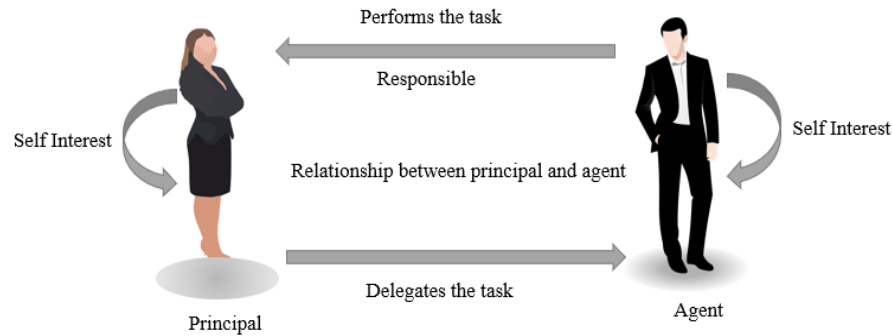 Performs the task
Responsible
Self Interest
Self Interest
Relationship between principal and agent
Delegates the task
Principal
Agent